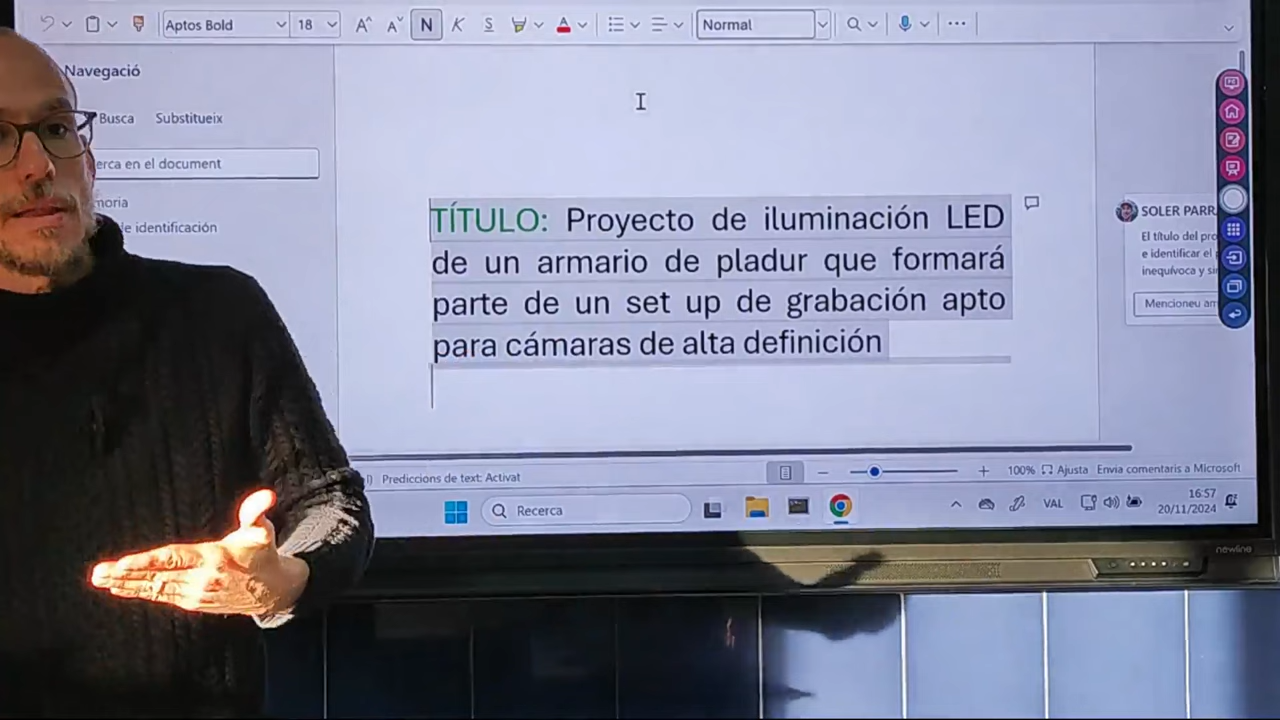 Aptos Bold
18
N
K
S
A
Normal
Navegació
Busca
Substitueix
erca en el document
moria
de identificación
TÍTULO: Proyecto de iluminación LED
de un armario de pladur que formará
parte de un set up de grabación apto
para cámaras de alta definición
SOLER PARR
El título del pro
e identificar el
inequívoca y si
Mencioneu am
Prediccions de text: Activat
100%
Ajusta
Envia comentaris a Microsoft
Recerca
VAL
16:57
20/11/2024
newline